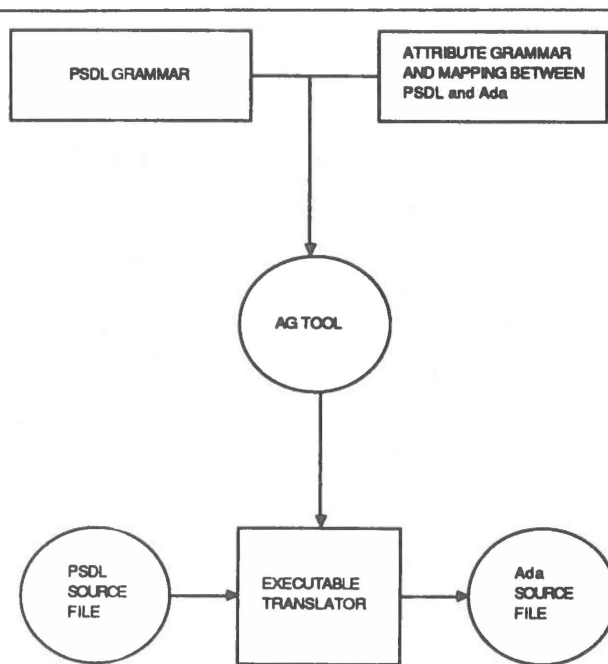 PSDL GRAMMAR
ATTRIBUTE GRAMMAR
AND MAPPING BETWEEN
PSDL and Ada
AG TOOL
PSDL
SOURCE
FILE
EXECUTABLE
TRANSLATOR
Ada
SOURCE
FILE